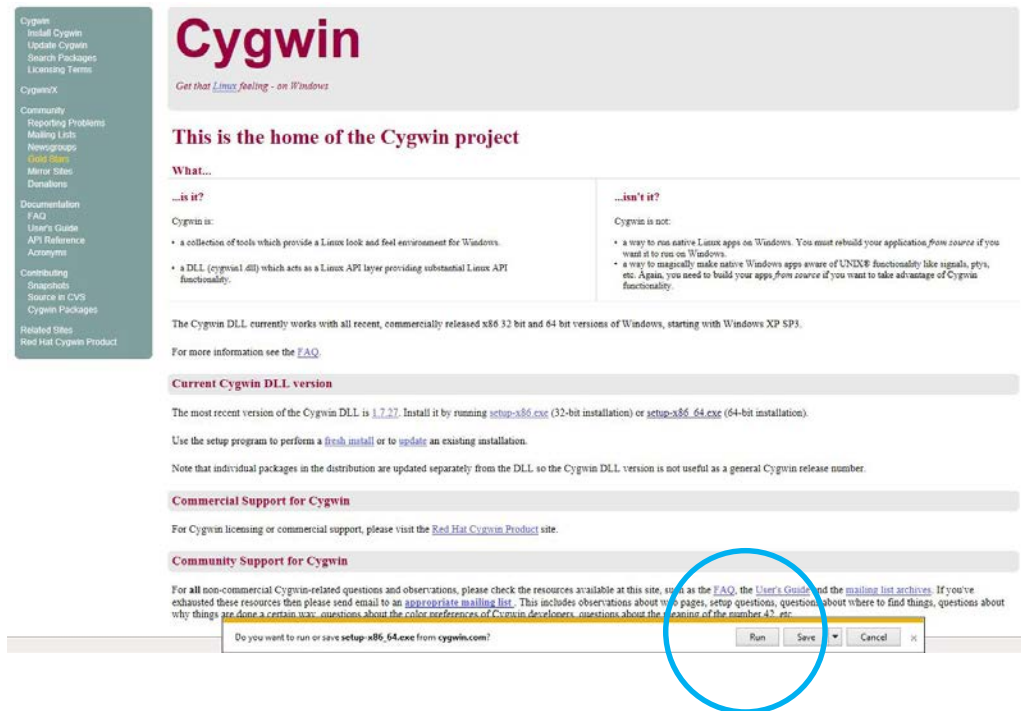 Cygwin
Install Cygwin
Update Cygwin
Search Packages
Licensing Terms
Cygwin/X
Community
Reporting Problems
Mailing Lists
Newsgroups
Gold Stars
Mirror Sites
Donations
Documentation
FAQ
User's Guide
API Reference
Acronyms
Contributing
Snapshots
Source in CVS
Cygwin Packages
Related Sites
Red Hat Cygwin Product
Cygwin
Get that Linux feeling - on Windows
This is the home of the Cygwin project
What...
...is it?
Cygwin is:
• a collection of tools which provide a Linux look and feel environment for Windows.
• a DLL (cygwin1.dll) which acts as a Linux API layer providing substantial Linux API
functionality.
...isn't it?
Cygwin is not:
• a way to run native Linux apps on Windows. You must rebuild your application from source if you
want it to run on Windows.
• a way to magically make native Windows apps aware of UNIX® functionality like signals, ptys,
etc. Again, you need to build your apps from source if you want to take advantage of Cygwin
functionality.
The Cygwin DLL currently works with all recent, commercially released x86 32 bit and 64 bit versions of Windows, starting with Windows XP SP3.
For more information see the FAQ.
Current Cygwin DLL version
The most recent version of the Cygwin DLL is 1.7.27. Install it by running setup-x86.exe (32-bit installation) or setup-x86_64.exe (64-bit installation).
Use the setup program to perform a fresh install or to update an existing installation.
Note that individual packages in the distribution are updated separately from the DLL so the Cygwin DLL version is not useful as a general Cygwin release number.
Commercial Support for Cygwin
For Cygwin licensing or commercial support, please visit the Red Hat Cygwin Product site.
Community Support for Cygwin
For all non-commercial Cygwin-related questions and observations, please check the resources available at this site, such as the FAQ, the User's Guide and the mailing list archives. If you've
exhausted these resources then please send email to an appropriate mailing list. This includes observations about web pages, setup questions, questions about where to find things, questions about
why things are done a certain way, questions about the color preferences of Cygwin developers, questions about the meaning of the number 42, etc.
Do you want to run or save setup-x86_64.exe from cygwin.com?
Run Save Cancel ×